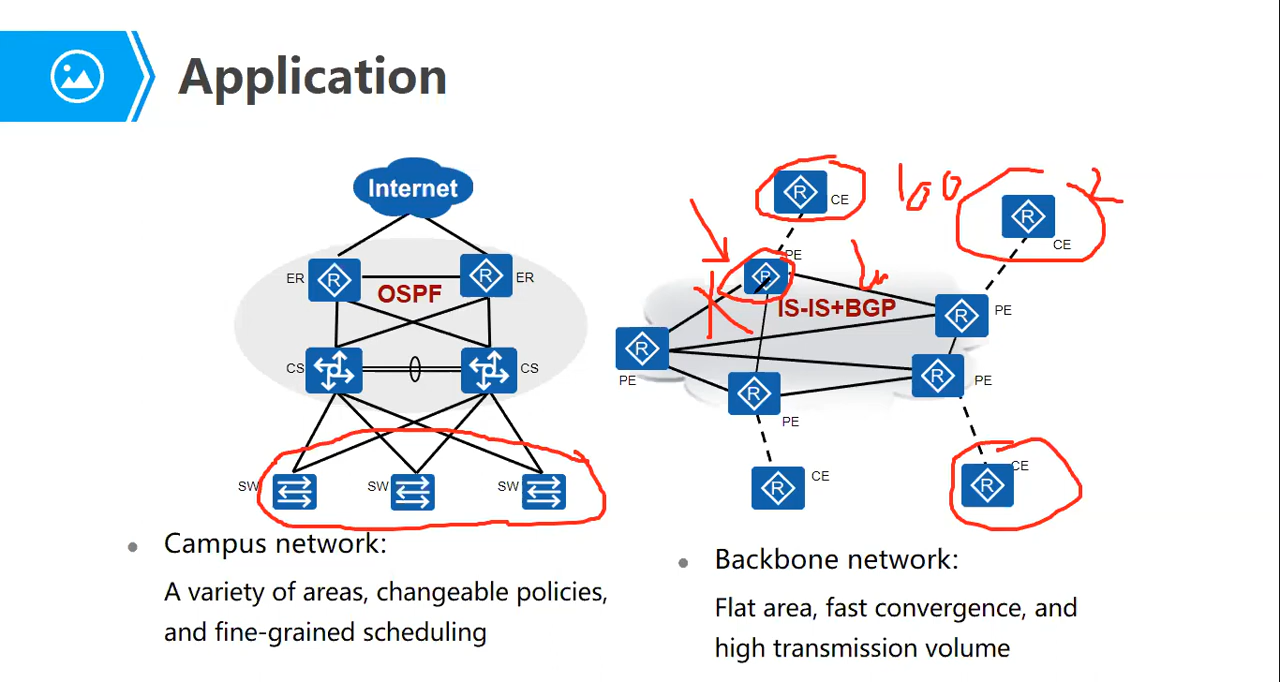 Application
Internet
ER
ER
OSPF
CS
CS
SW
SW
SW
Campus network:
A variety of areas, changeable policies,
and fine-grained scheduling
R
CE
100
R
CE
PE
IS-IS+BGP
R
PE
R
PE
R
PE
R
PE
R
CE
R
CE
Backbone network:
Flat area, fast convergence, and
high transmission volume